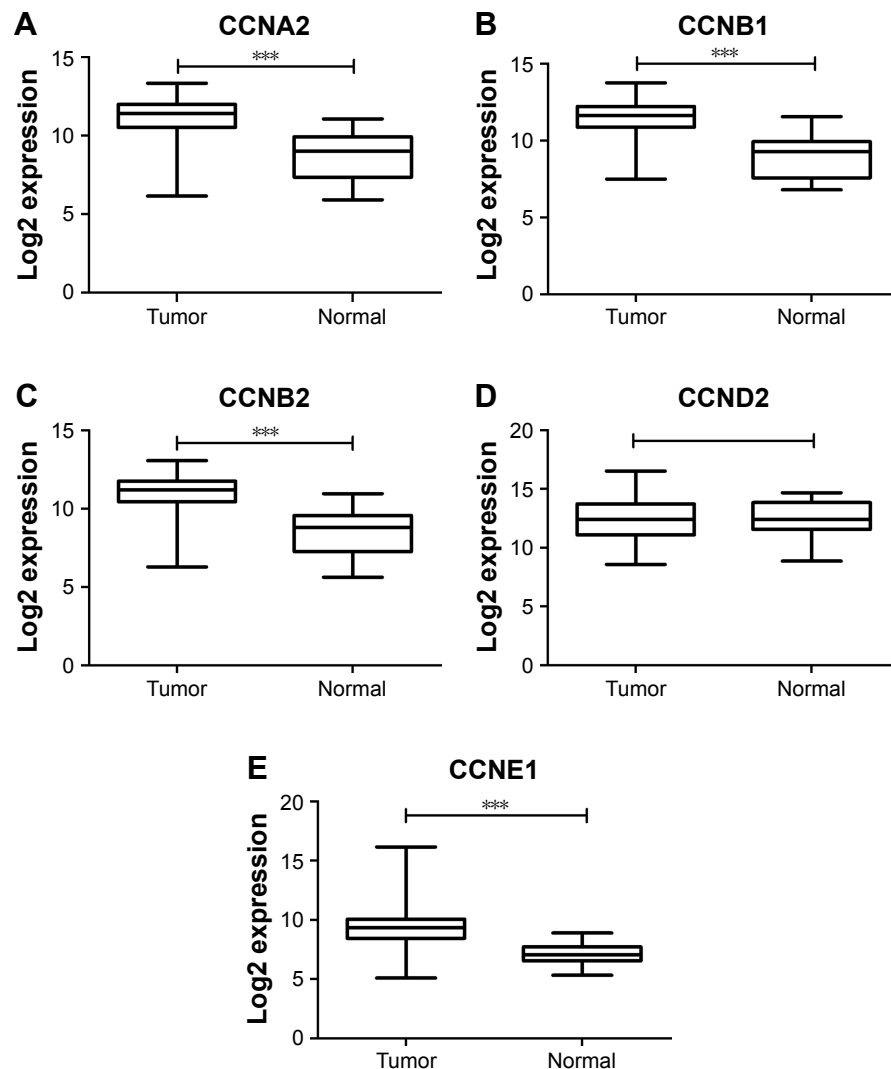 A
CCNA2
***
15
10
5
0
Log2 expression
Tumor Normal
B
CCNB1
***
15
10
5
0
Log2 expression
Tumor Normal
C
CCNB2
***
15
10
5
0
Log2 expression
Tumor Normal
D
CCND2
20
15
10
5
0
Log2 expression
Tumor Normal
E
CCNE1
***
20
15
10
5
0
Log2 expression
Tumor Normal